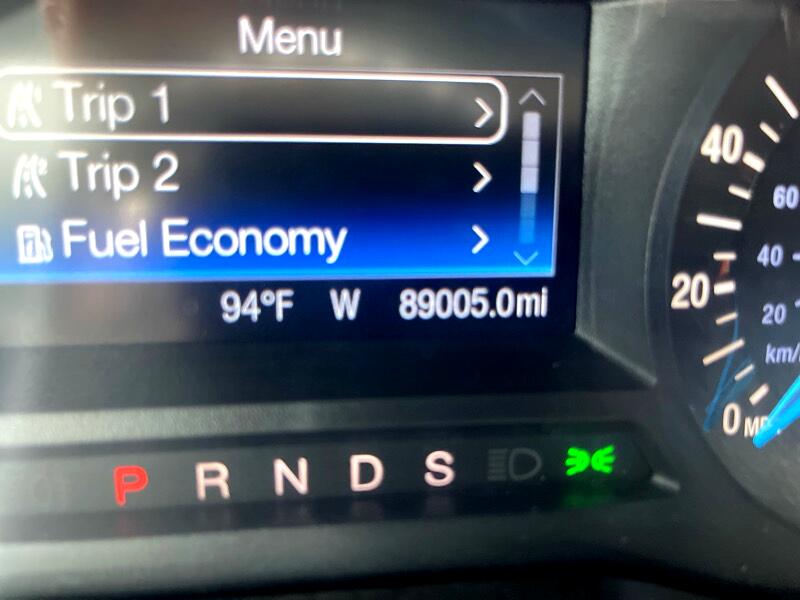 Menu
Trip 1
Trip 2
Fuel Economy
94°F W 89005.0mi
40
60
40
20
20
km/
0
P R N D S